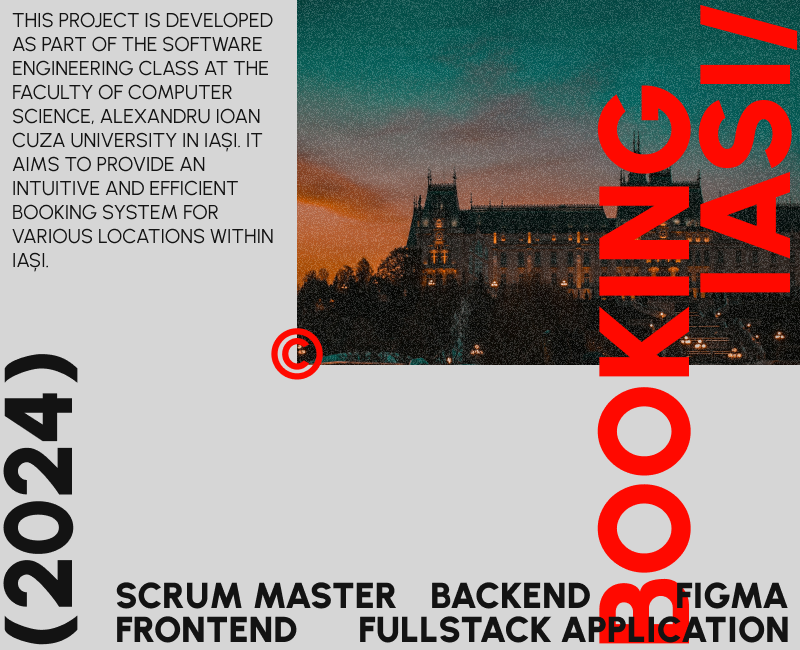 THIS PROJECT IS DEVELOPED
AS PART OF THE SOFTWARE
ENGINEERING CLASS AT THE
FACULTY OF COMPUTER
SCIENCE, ALEXANDRU IOAN
CUZA UNIVERSITY IN IAȘI. IT
AIMS TO PROVIDE AN
INTUITIVE AND EFFICIENT
BOOKING SYSTEM FOR
VARIOUS LOCATIONS WITHIN
IAȘI.
BOOKING
IASI/
©
(2024)
SCRUM MASTER BACKEND FIGMA
FRONTEND FULLSTACK APPLICATION